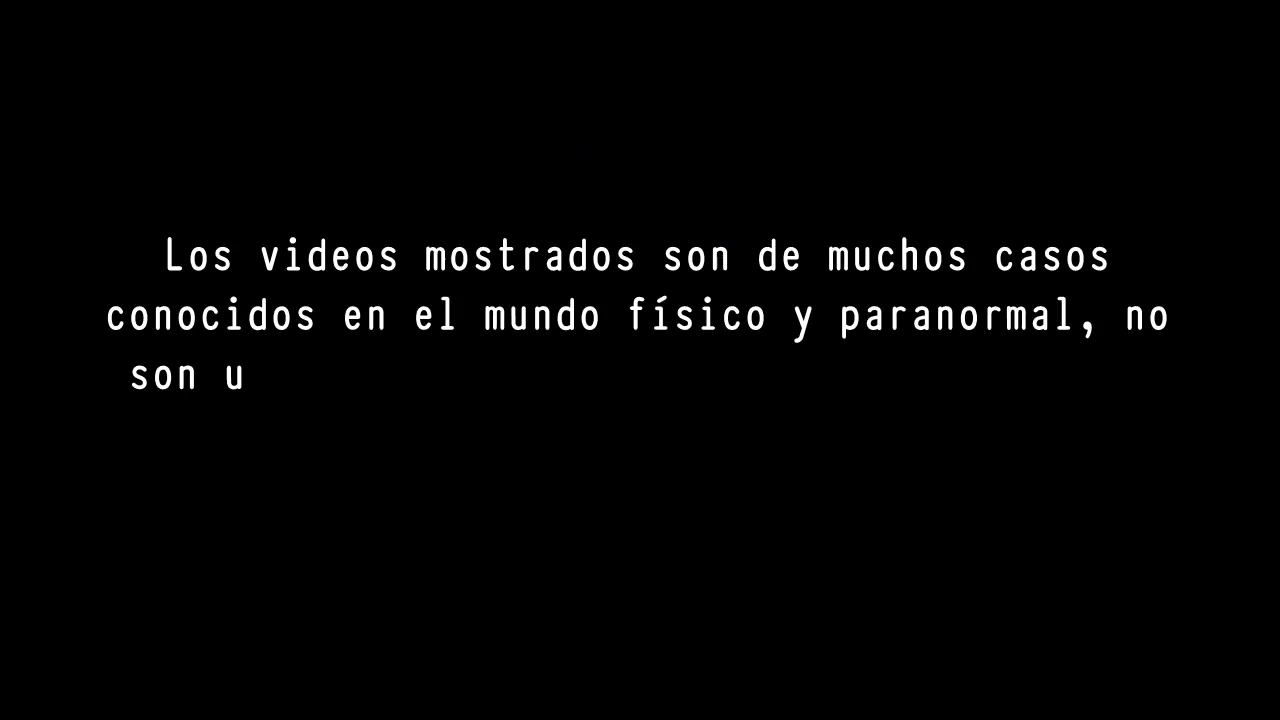 Los videos mostrados son de muchos casos
conocidos en el mundo físico y paranormal, no
son u